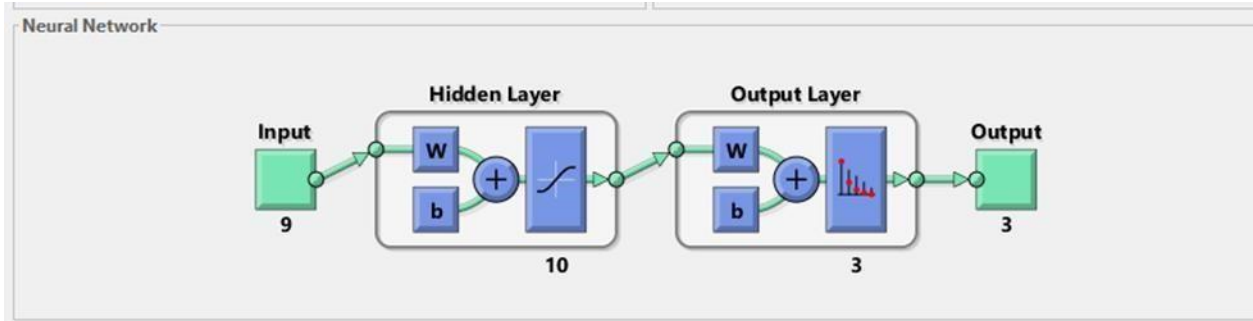 Neural Network
Hidden Layer
Output Layer
Input
Output
W
W
b
b
9
3
10
3